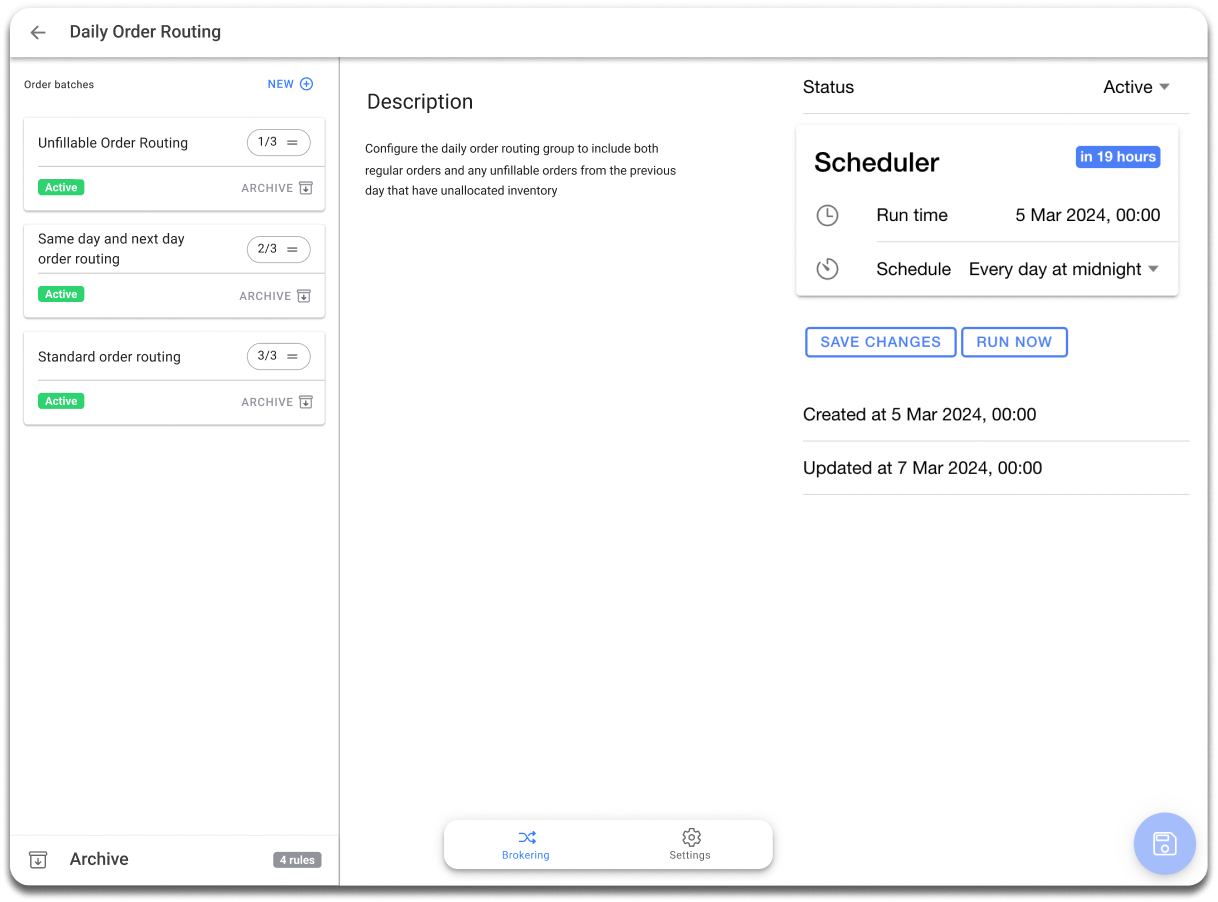 Daily Order Routing
Order batches
NEW
Unfillable Order Routing
1/3
Active
ARCHIVE
Same day and next day
order routing
2/3
Active
ARCHIVE
Standard order routing
3/3
Active
ARCHIVE
Archive
4 rules
Description
Configure the daily order routing group to include both
regular orders and any unfillable orders from the previous
day that have unallocated inventory
Status
Active
Scheduler
in 19 hours
Run time
5 Mar 2024, 00:00
Schedule
Every day at midnight
SAVE CHANGES
RUN NOW
Created at 5 Mar 2024, 00:00
Updated at 7 Mar 2024, 00:00
Brokering
Settings